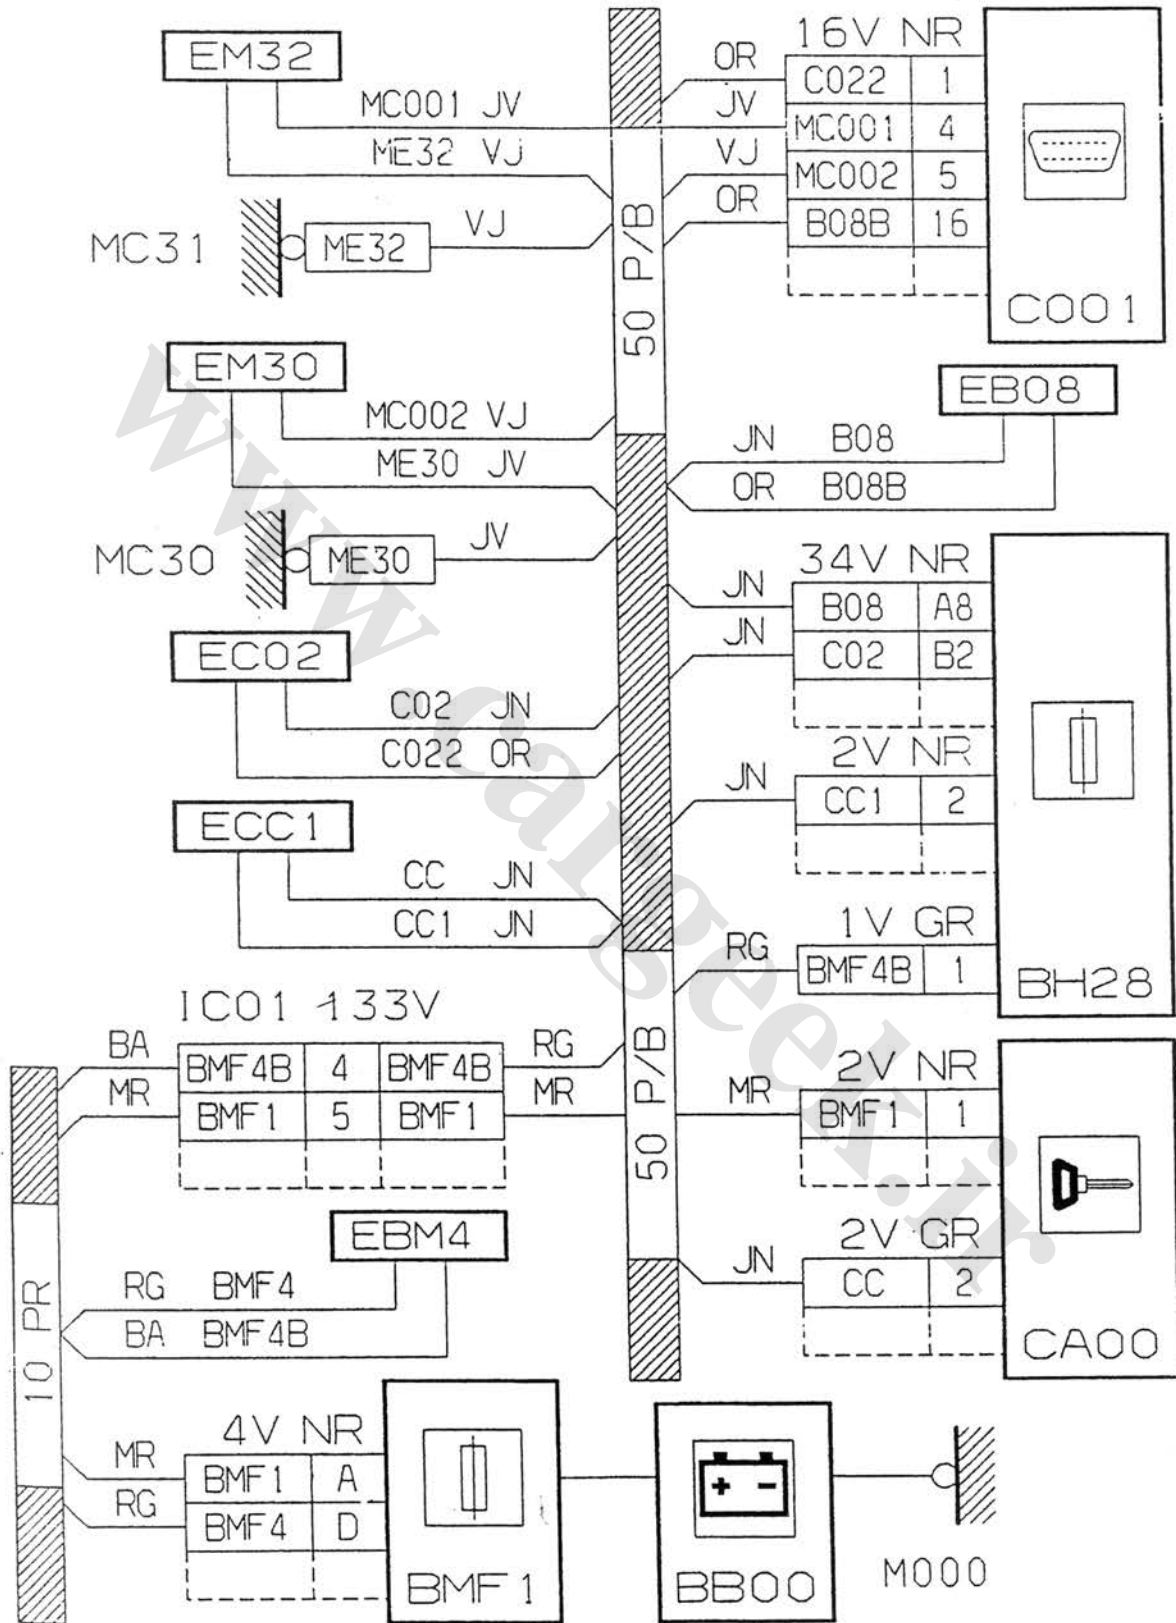 16V NR
EM32
OR
C022 1
MC001 JV
JV
MC001 4
ME32 VJ
VJ
MC002 5
OR
B08B 16
MC31
ME32
VJ
50 P/B
C001
EM30
EB08
MC002 VJ
JN B08
ME30 JV
OR B08B
MC30
ME30
JV
34V NR
JN
B08 A8
JN
C02 B2
EC02
C02 JN
C022 OR
2V NR
JN
CC1 2
ECC1
CC JN
CC1 JN
1V GR
RG
BMF4B 1
BH28
IC01 133V
BA
BMF4B 4 BMF4B
RG
MR
BMF1 5 BMF1
MR
50 P/B
2V NR
MR
BMF1 1
EBM4
2V GR
JN
CC 2
RG BMF4
BA BMF4B
10 PR
CA00
4V NR
MR
BMF1 A
RG
BMF4 D
BMF1
BB00
M000
www.cargeek.ir